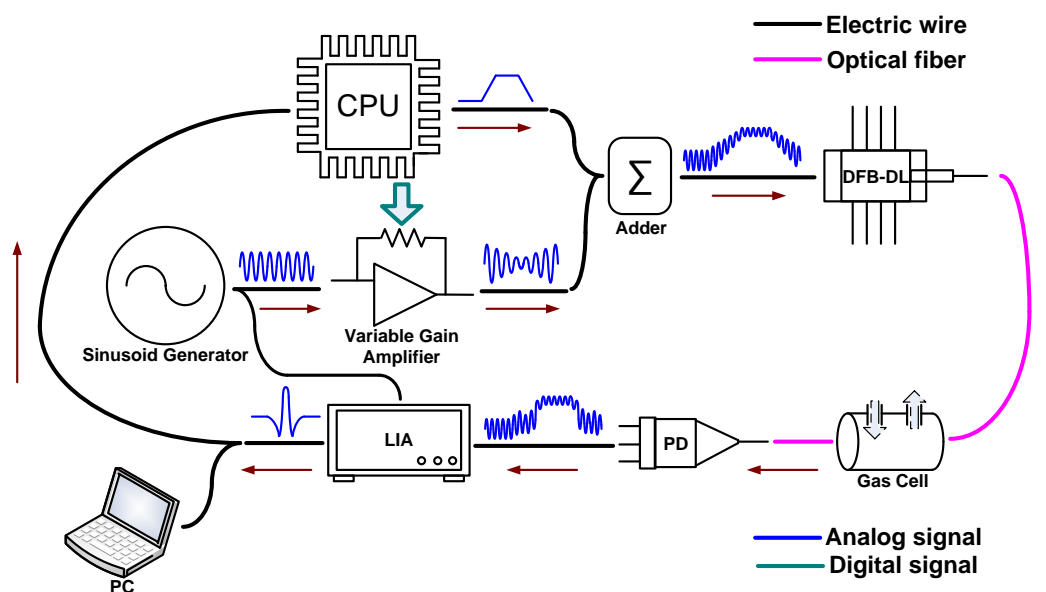 Electric wire
Optical fiber
CPU
Σ
DFB-DL
Adder
Variable Gain
Amplifier
Sinusoid Generator
LIA
PD
Gas Cell
Analog signal
Digital signal
PC